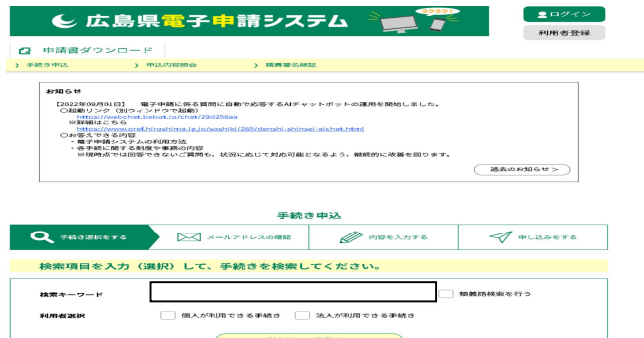 広島県電子申請システム
ログイン
利用者登録
申請書ダウンロード
> 手続き申込
> 申込内容照会
> 職責署名検証
お知らせ
【2022年09月01日】 電子申請に係る質問に自動で応答するAIチャットボットの運用を開始しました。
○起動リンク（別ウィンドウで起動）
https://webchat.bebot.io/chat/29d256ea
※詳細はこちら
https://www.pref.hiroshima.lg.jp/soshiki/265/denshi-shinsei-aichat.html
○お答えできる内容
・電子申請システムの利用方法
・各手続に関する制度や事務の内容
※現時点では回答できないご質問も，状況に応じて対応可能となるよう，継続的に改善を図ります。
過去のお知らせ >
手続き申込
手続き選択をする
メールアドレスの確認
内容を入力する
申し込みをする
検索項目を入力（選択）して、手続きを検索してください。
検索キーワード
類義語検索を行う
利用者選択
個人が利用できる手続き
法人が利用できる手続き